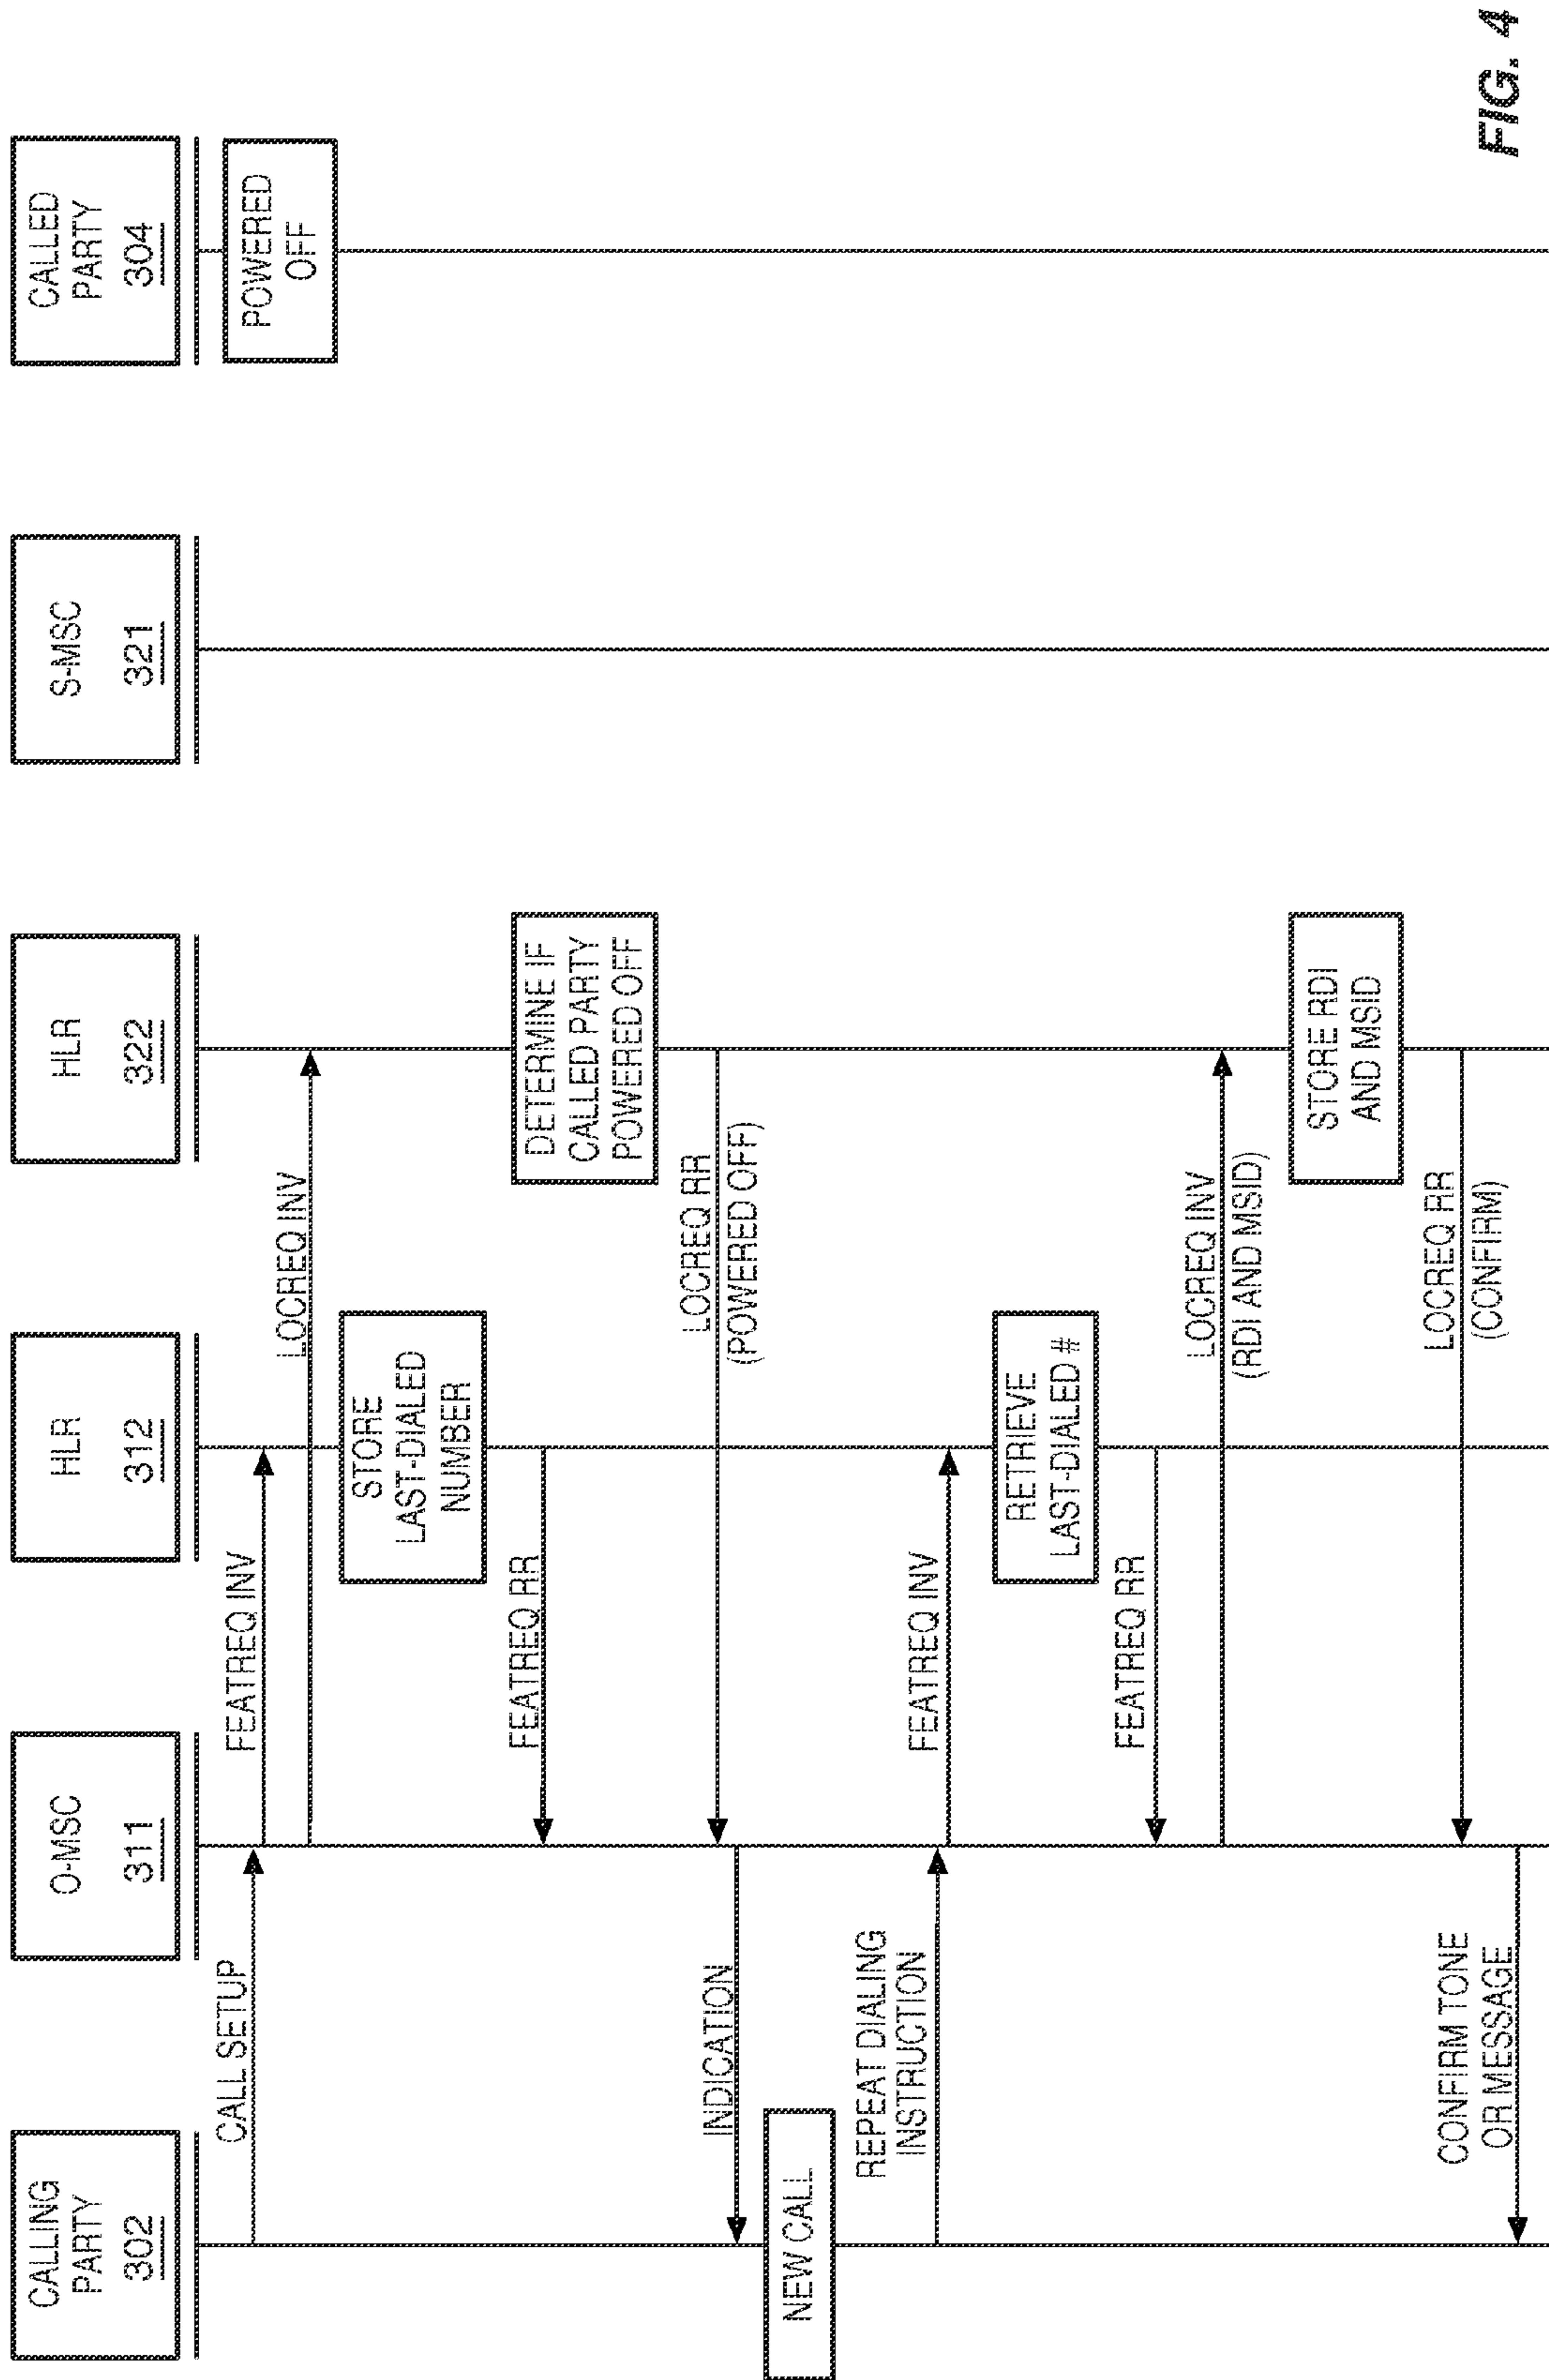 CALLING
PARTY
302
O-MSC
311
HLR
312
HLR
322
S-MSC
321
CALLED
PARTY
304
POWERED
OFF
CALL SETUP
FEATREQ INV
LOCREQ INV
STORE
LAST-DIALED
NUMBER
FEATREQ RR
DETERMINE IF
CALLED PARTY
POWERED OFF
LOCREQ RR
(POWERED OFF)
INDICATION
NEW CALL
REPEAT DIALING
INSTRUCTION
FEATREQ INV
RETRIEVE
LAST-DIALED #
FEATREQ RR
LOCREQ INV
(RDI AND MSID)
STORE RDI
AND MSID
LOCREQ RR
(CONFIRM)
CONFIRM TONE
OR MESSAGE
FIG. 4